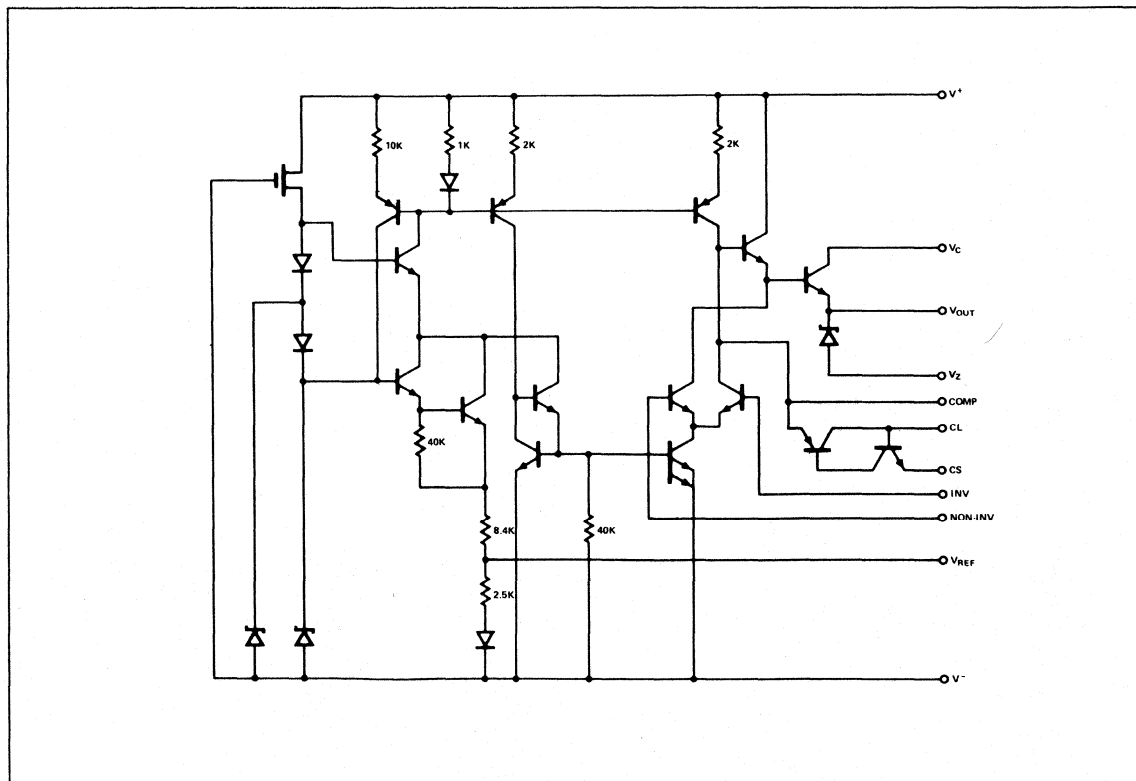 V+
10K
1K
2K
2K
VC
VOUT
VZ
COMP
CL
40K
CS
INV
NON-INV
8.4K
40K
VREF
2.5K
V-